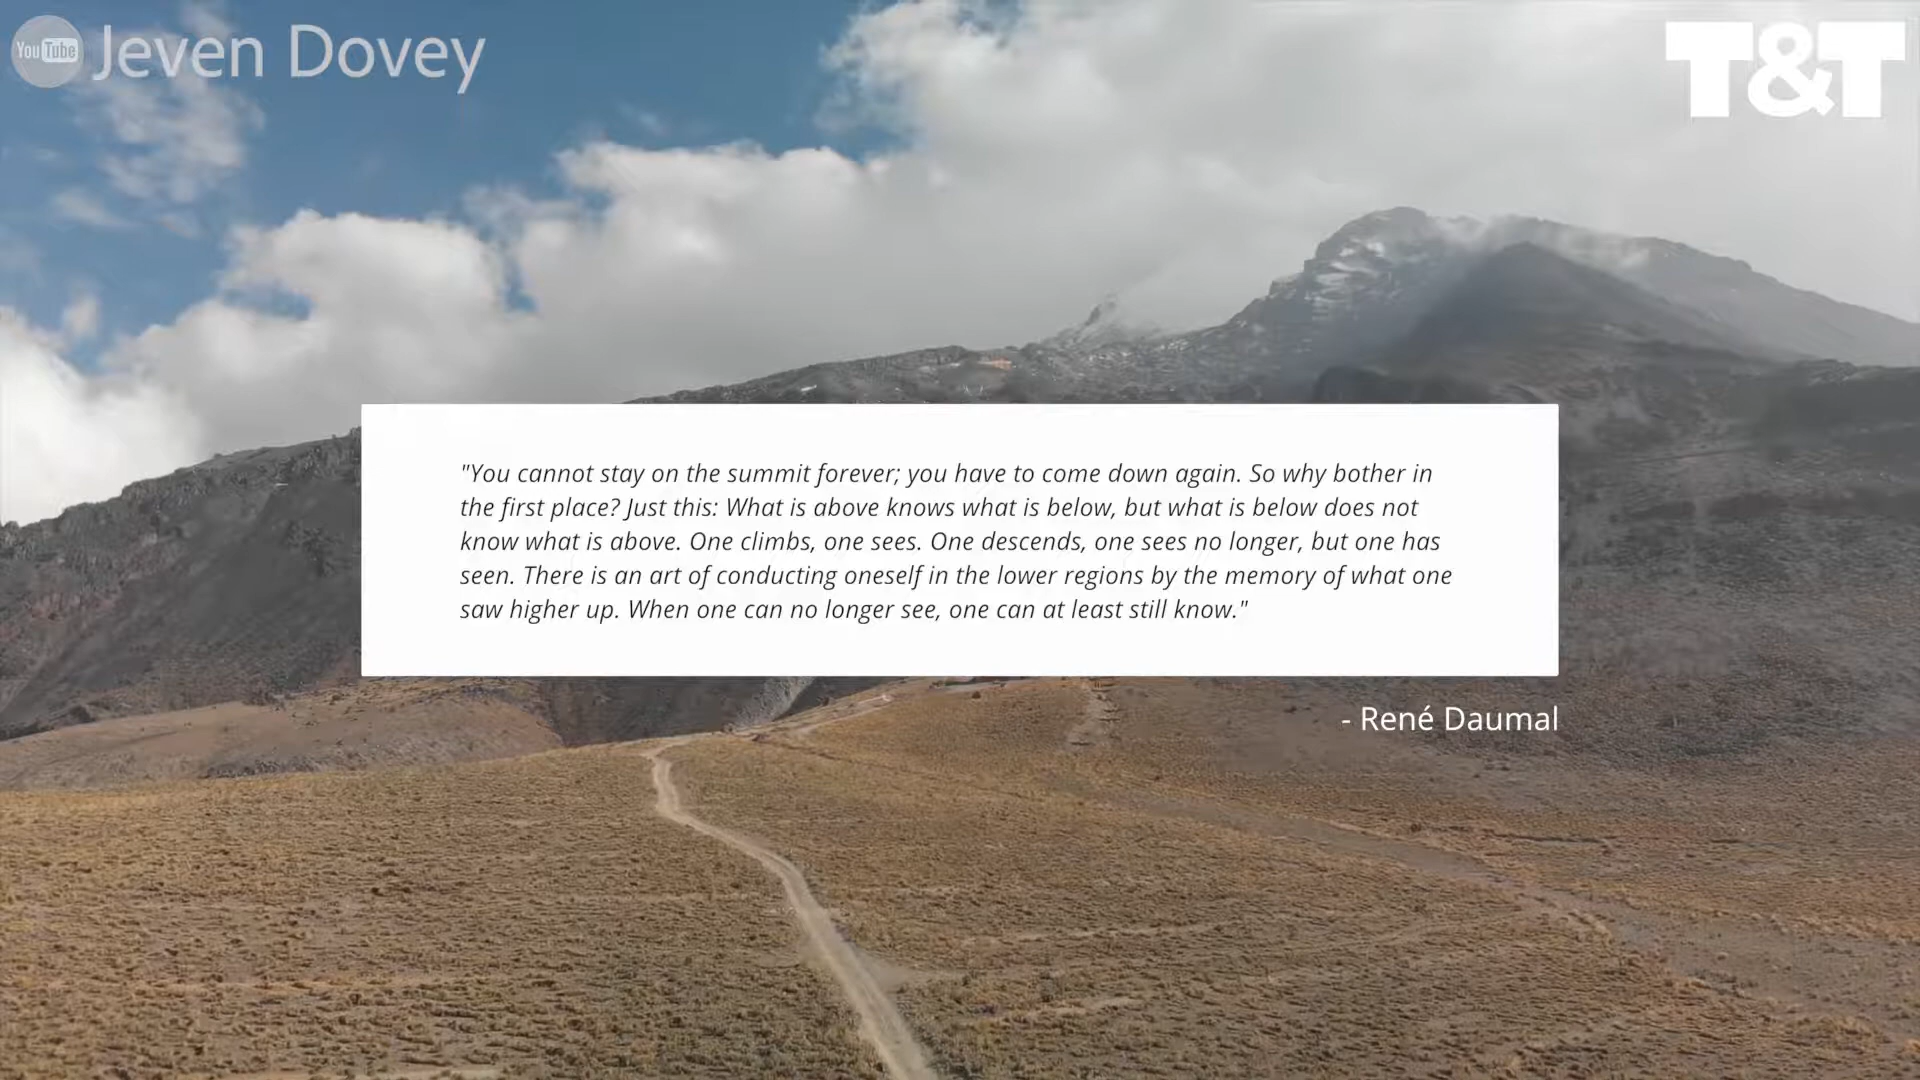 You Tube Jeven Dovey
T&T
"You cannot stay on the summit forever; you have to come down again. So why bother in
the first place? Just this: What is above knows what is below, but what is below does not
know what is above. One climbs, one sees. One descends, one sees no longer, but one has
seen. There is an art of conducting oneself in the lower regions by the memory of what one
saw higher up. When one can no longer see, one can at least still know."
- René Daumal